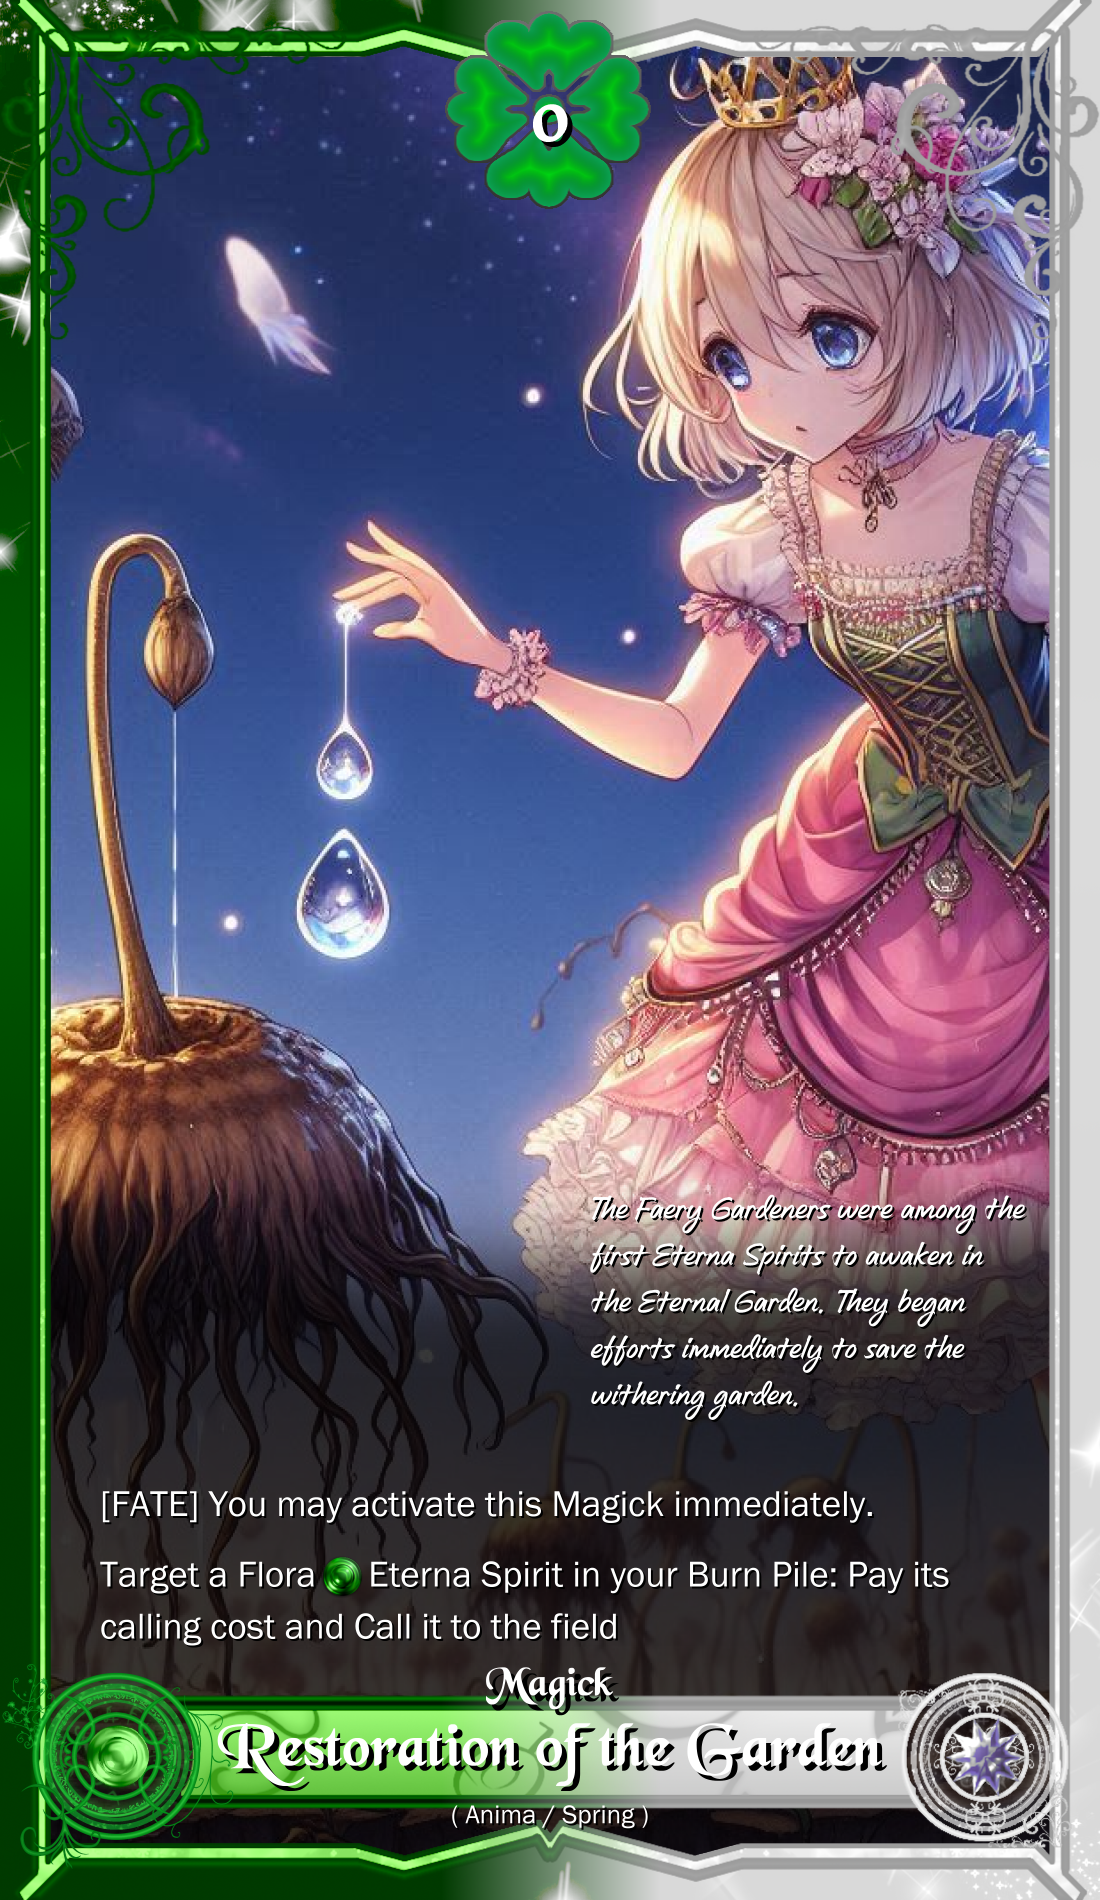 0
The Faery Gardeners were among the
first Eterna Spirits to awaken in
the Eternal Garden. They began
efforts immediately to save the
withering garden.
[FATE] You may activate this Magick immediately.
Target a Flora Eterna Spirit in your Burn Pile: Pay its
calling cost and Call it to the field
Magick
Restoration of the Garden
( Anima / Spring )